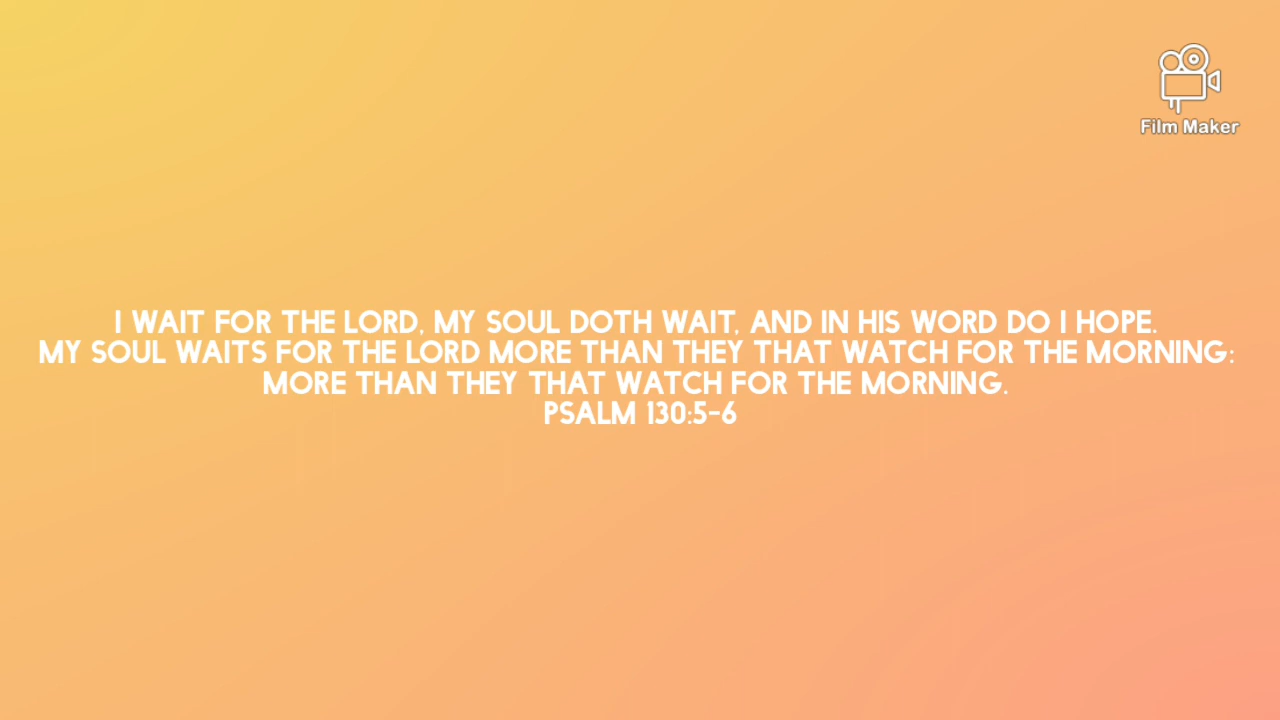 Film Maker
I WAIT FOR THE LORD, MY SOUL DOTH WAIT, AND IN HIS WORD DO I HOPE.
MY SOUL WAITS FOR THE LORD MORE THAN THEY THAT WATCH FOR THE MORNING:
MORE THAN THEY THAT WATCH FOR THE MORNING.
PSALM 130:5-6